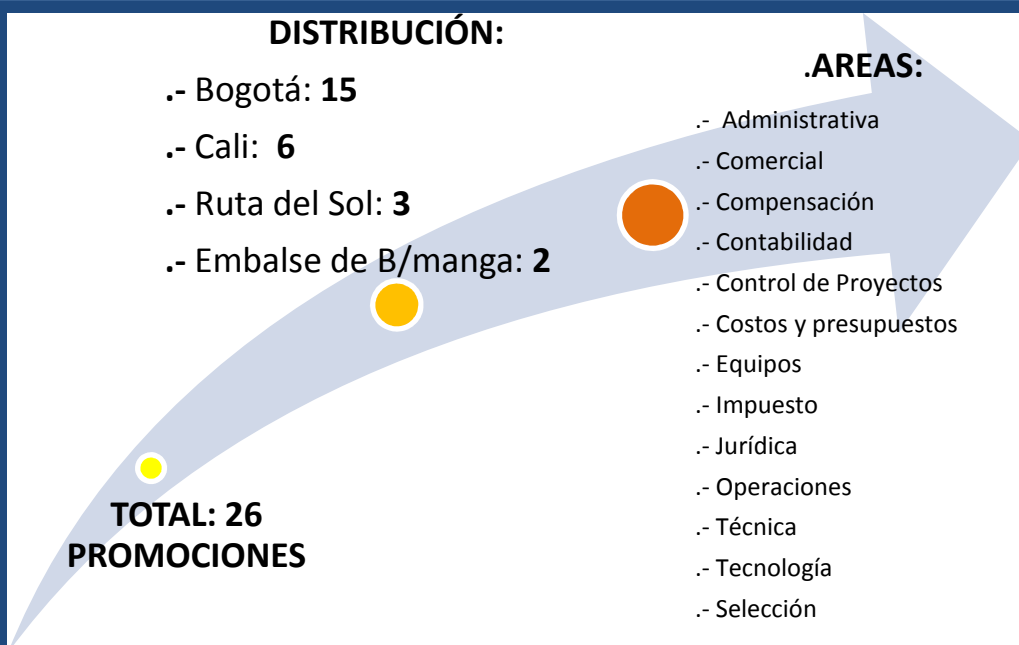 DISTRIBUCIÓN:
.- Bogotá: 15
.- Cali: 6
.- Ruta del Sol: 3
.- Embalse de B/manga: 2
TOTAL: 26
PROMOCIONES
.AREAS:
.- Administrativa
.- Comercial
.- Compensación
.- Contabilidad
.- Control de Proyectos
.- Costos y presupuestos
.- Equipos
.- Impuesto
.- Jurídica
.- Operaciones
.- Técnica
.- Tecnología
.- Selección